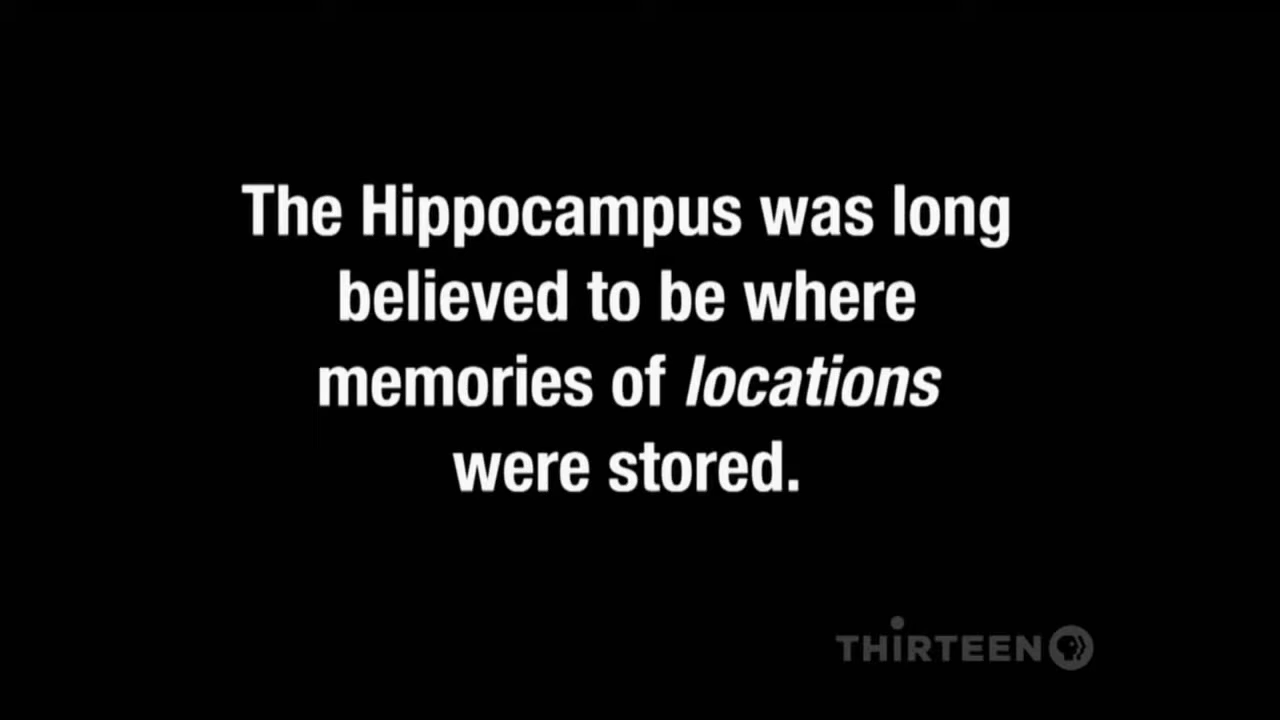 The Hippocampus was long
believed to be where
memories of locations
were stored.
THIRTEEN